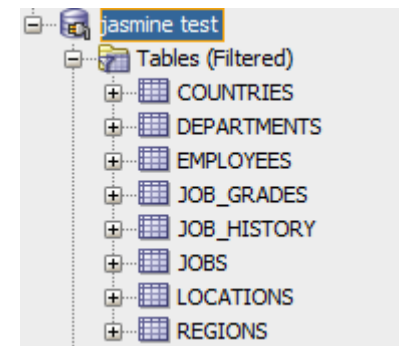 jasmine test
Tables (Filtered)
COUNTRIES
DEPARTMENTS
EMPLOYEES
JOB_GRADES
JOB_HISTORY
JOBS
LOCATIONS
REGIONS